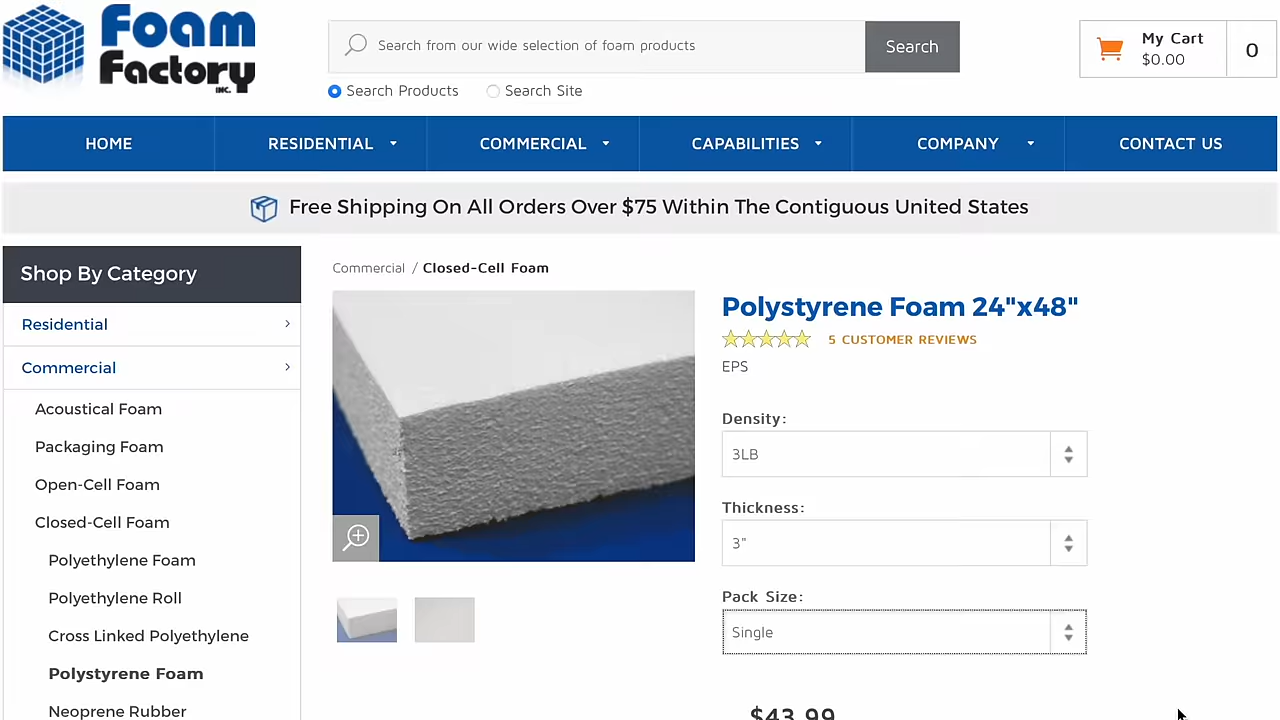 Foam
Factory
INC.
Search from our wide selection of foam products
Search
Search Products
Search Site
My Cart
$0.00
0
HOME
RESIDENTIAL
COMMERCIAL
CAPABILITIES
COMPANY
CONTACT US
Free Shipping On All Orders Over $75 Within The Contiguous United States
Shop By Category
Residential
Commercial
Acoustical Foam
Packaging Foam
Open-Cell Foam
Closed-Cell Foam
Polyethylene Foam
Polyethylene Roll
Cross Linked Polyethylene
Polystyrene Foam
Neoprene Rubber
Commercial / Closed-Cell Foam
Polystyrene Foam 24"x48"
5 CUSTOMER REVIEWS
EPS
Density:
3LB
Thickness:
3"
Pack Size:
Single
$43.99